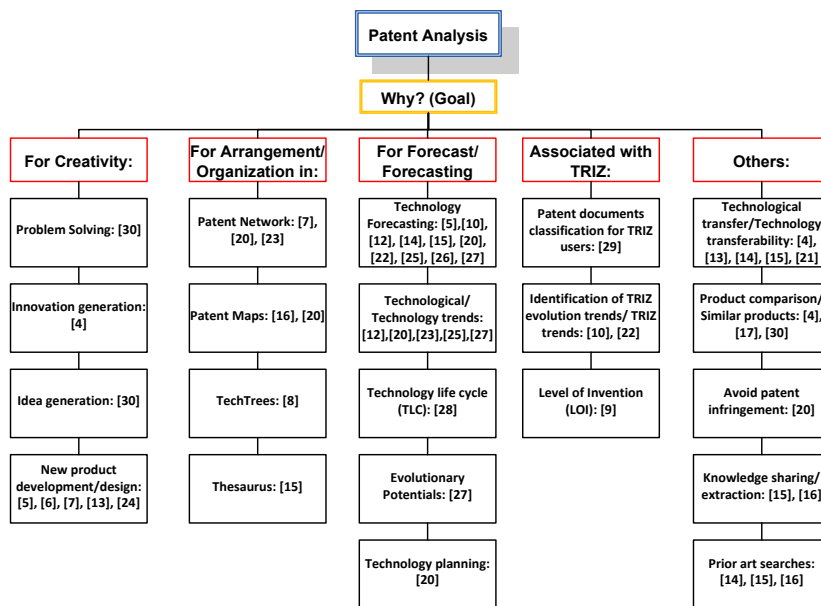 Patent Analysis
Why? (Goal)
For Creativity:
Problem Solving: [30]
Innovation generation:
[4]
Idea generation: [30]
New product
development/design:
[5], [6], [7], [13], [24]
For Arrangement/
Organization in:
Patent Network: [7],
[20], [23]
Patent Maps: [16], [20]
TechTrees: [8]
Thesaurus: [15]
For Forecast/
Forecasting
Technology
Forecasting: [5],[10],
[12], [14], [15], [20],
[22], [25], [26], [27]
Technological/
Technology trends:
[12],[20],[23],[25],[27]
Technology life cycle
(TLC): [28]
Evolutionary
Potentials: [27]
Technology planning:
[20]
Associated with
TRIZ:
Patent documents
classification for TRIZ
users: [29]
Identification of TRIZ
evolution trends/ TRIZ
trends: [10], [22]
Level of Invention
(LOI): [9]
Others:
Technological
transfer/Technology
transferability: [4],
[13], [14], [15], [21]
Product comparison/
Similar products: [4],
[17], [30]
Avoid patent
infringement: [20]
Knowledge sharing/
extraction: [15], [16]
Prior art searches:
[14], [15], [16]